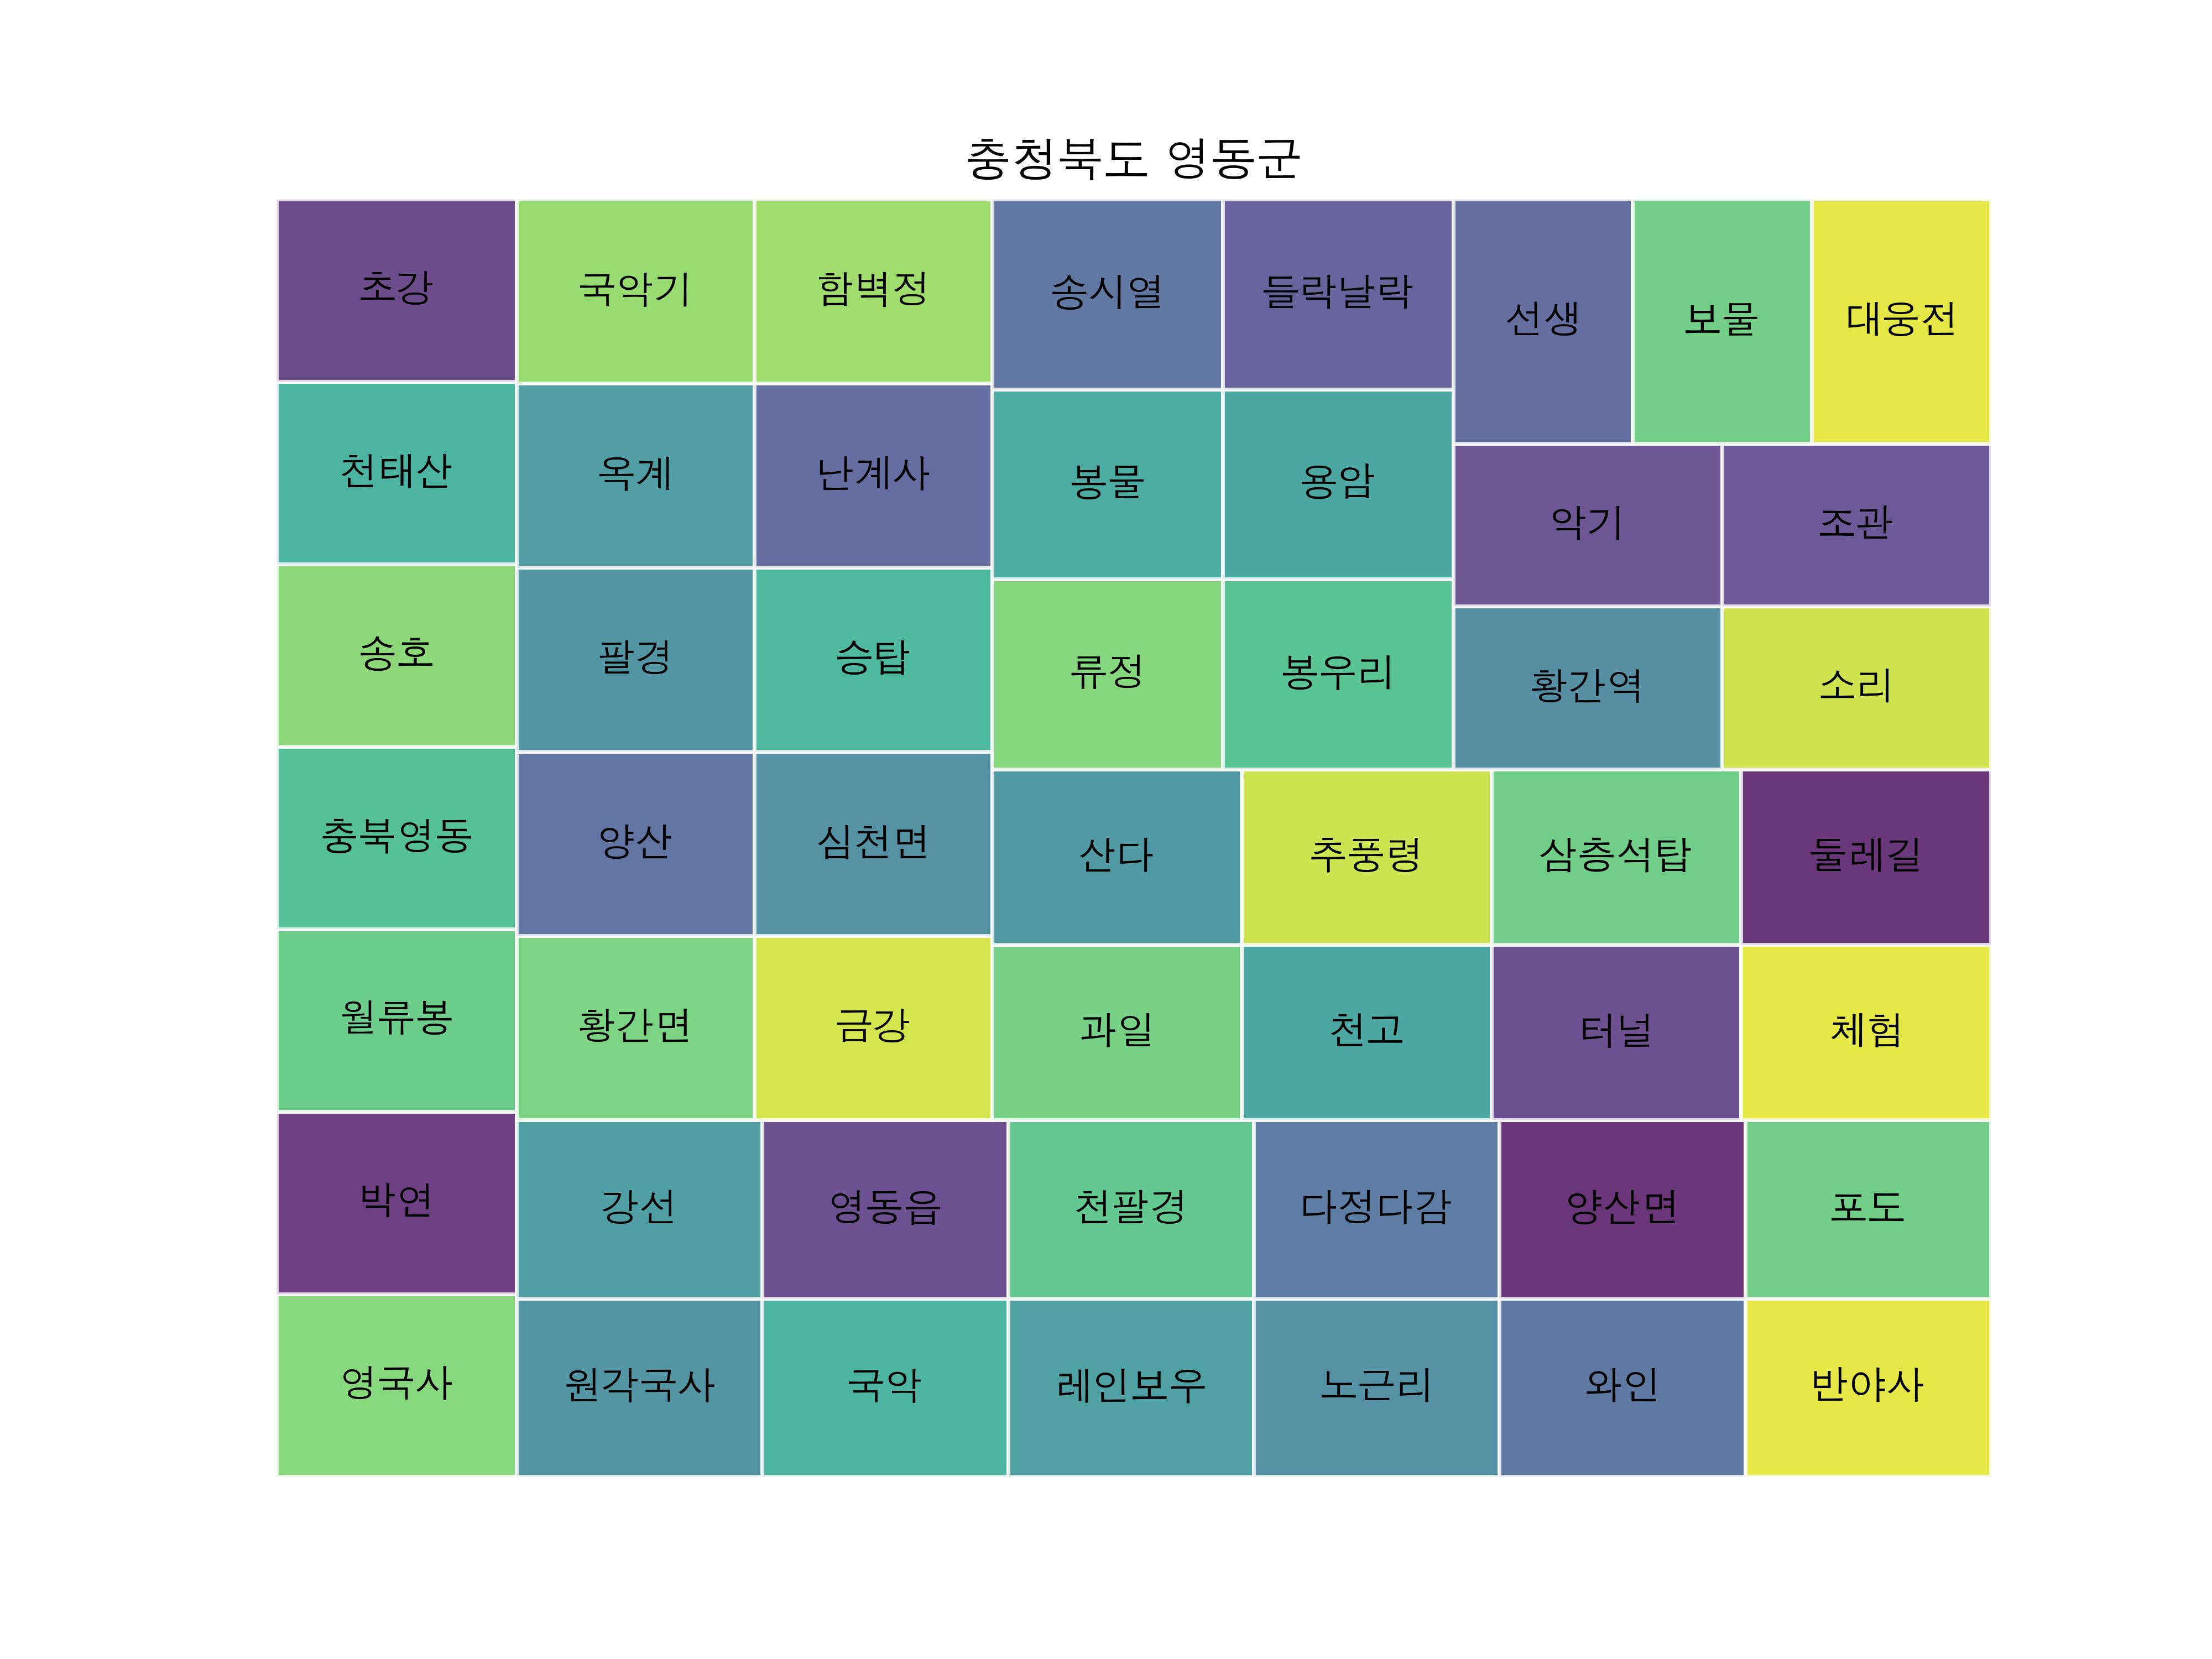 충청북도 영동군
초강
국악기
함벽정
송시열
들락날락
선생
보물
대웅전
천태산
옥계
난계사
봉물
용암
악기
조관
송호
팔경
승탑
류정
봉우리
황간역
소리
충북영동
양산
심천면
산다
추풍령
삼층석탑
둘레길
월류봉
황간면
금강
과일
천고
터널
체험
박연
강선
영동읍
천팔경
다정다감
양산면
포도
영국사
원각국사
국악
레인보우
노근리
와인
반야사